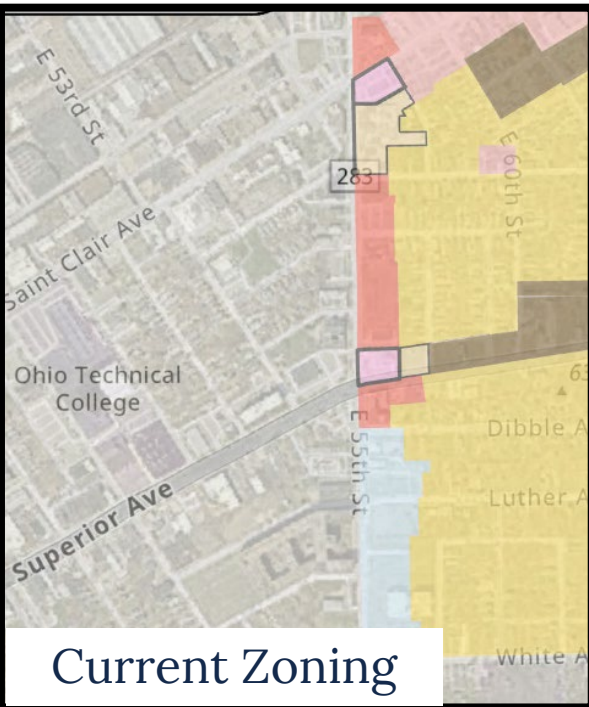 E 53rd St
E 60th St
283
Saint Clair Ave
Ohio Technical
College
63
Dibble A
E 55th St
Luther A
Superior Ave
White A
Current Zoning